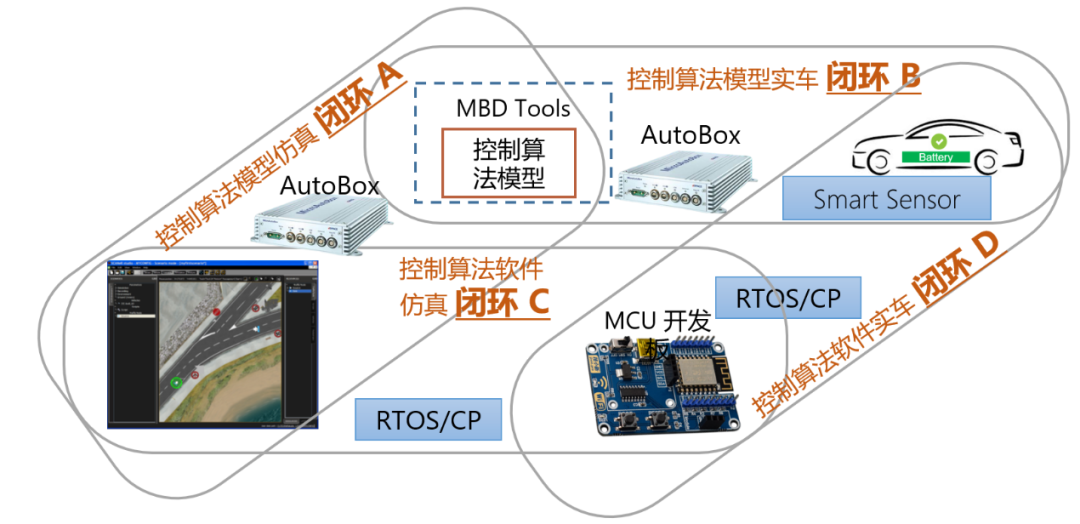 控制算法模型仿真 闭环 A
控制算法模型实车 闭环 B
MBD Tools
控制算
法模型
AutoBox
Battery
Smart Sensor
AutoBox
控制算法软件
仿真 闭环 C
RTOS/CP
MCU 开发
板
控制算法软件实车 闭环 D
RTOS/CP